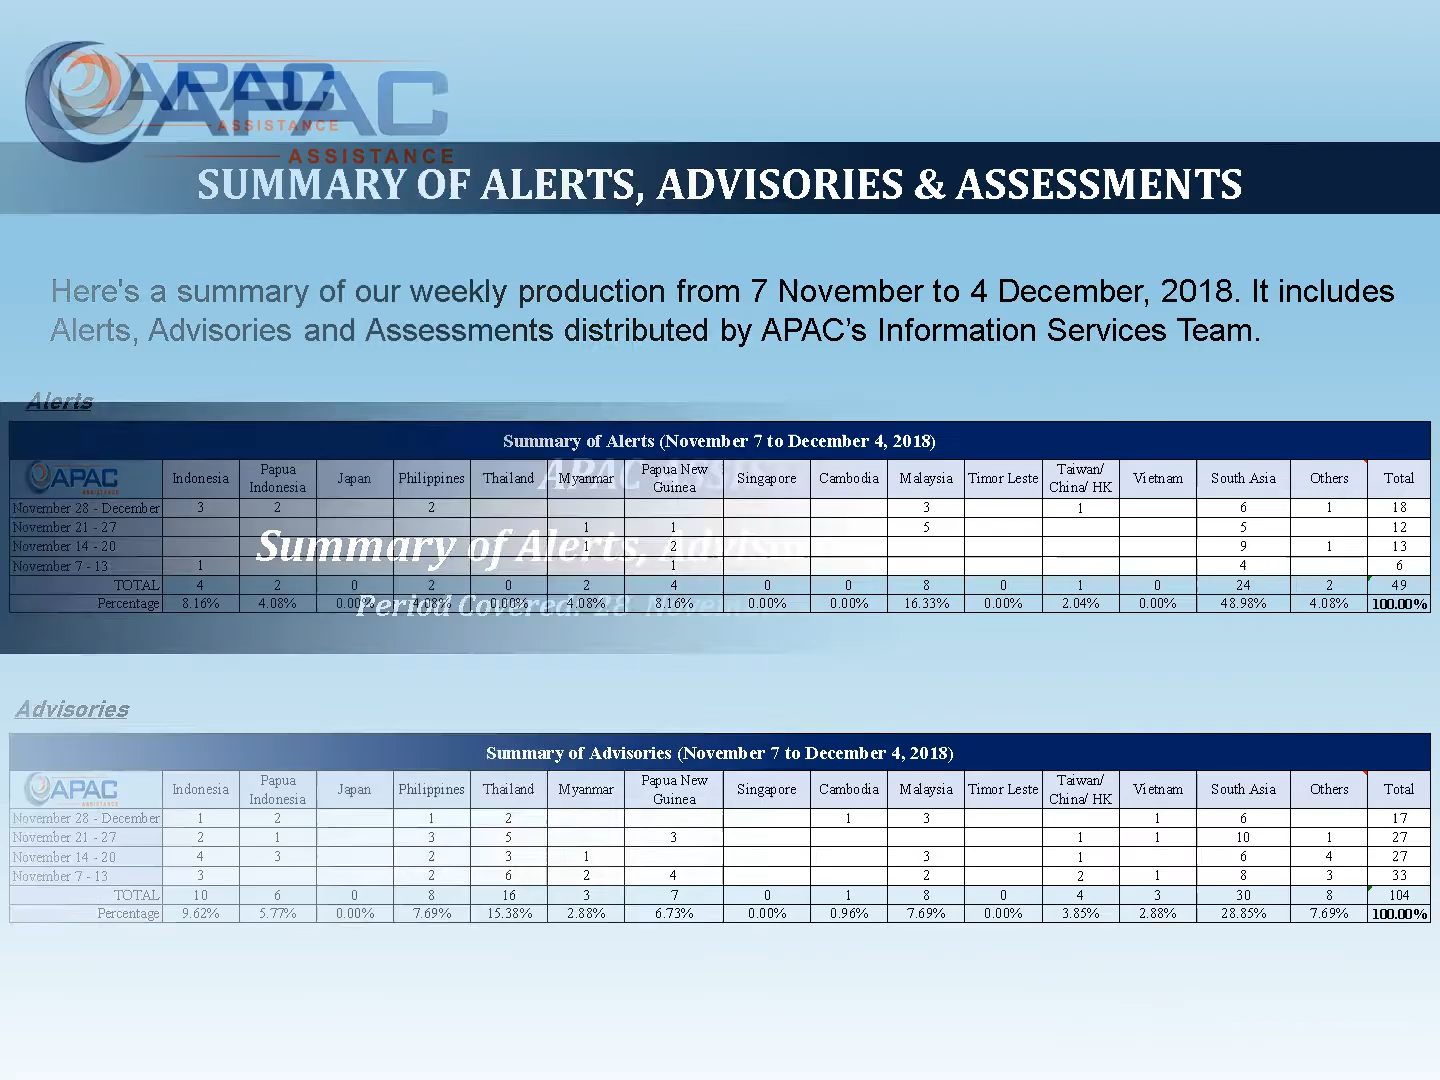 APAC
ASSISTANCE
APAC
ASSISTANCE
SUMMARY OF ALERTS, ADVISORIES & ASSESSMENTS
Here's a summary of our weekly production from 7 November to 4 December, 2018. It includes
Alerts, Advisories and Assessments distributed by APAC’s Information Services Team.
Alerts
Summary of Alerts (November 7 to December 4, 2018)
APAC ASSISTANCE Indonesia Papua Indonesia Japan Philippines Thailand Myanmar Papua New Guinea Singapore Cambodia Malaysia Timor Leste Taiwan/ China/ HK Vietnam South Asia Others Total
November 28 - December 3 2 2 3 1 6 1 18
November 21 - 27 1 1 5 5 12
November 14 - 20 1 2 9 1 13
November 7 - 13 1 1 4 6
TOTAL 4 2 0 2 0 2 4 0 0 8 0 1 0 24 2 49
Percentage 8.16% 4.08% 0.00% 4.08% 0.00% 4.08% 8.16% 0.00% 0.00% 16.33% 0.00% 2.04% 0.00% 48.98% 4.08% 100.00%
APAC
Summary of Alerts,
Period Covered: 28
Advisories
Summary of Advisories (November 7 to December 4, 2018)
APAC ASSISTANCE Indonesia Papua Indonesia Japan Philippines Thailand Myanmar Papua New Guinea Singapore Cambodia Malaysia Timor Leste Taiwan/ China/ HK Vietnam South Asia Others Total
November 28 - December 1 2 1 2 1 3 1 6 17
November 21 - 27 2 1 3 5 3 1 1 10 1 27
November 14 - 20 4 3 2 3 1 3 1 6 4 27
November 7 - 13 3 2 6 2 4 2 2 1 8 3 33
TOTAL 10 6 0 8 16 3 7 0 1 8 0 4 3 30 8 104
Percentage 9.62% 5.77% 0.00% 7.69% 15.38% 2.88% 6.73% 0.00% 0.96% 7.69% 0.00% 3.85% 2.88% 28.85% 7.69% 100.00%